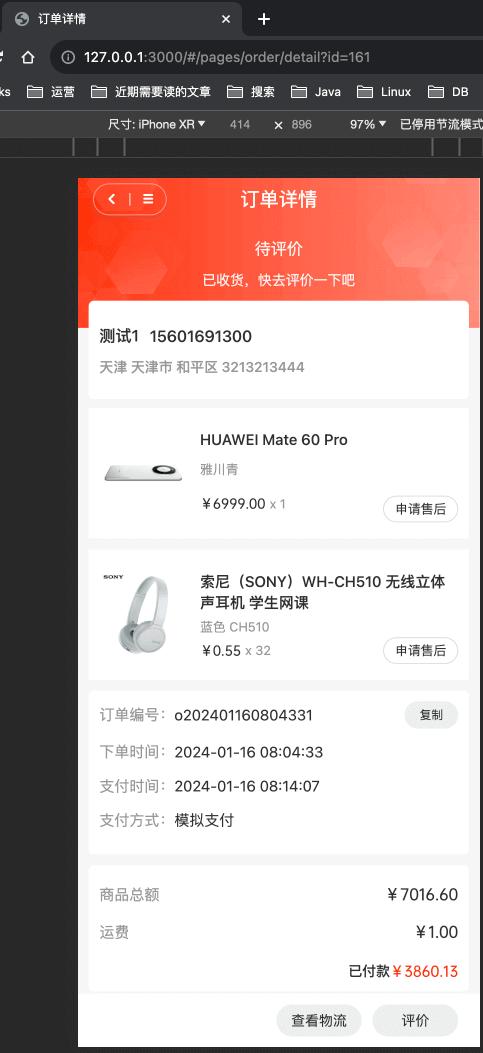 订单详情
127.0.0.1:3000/#/pages/order/detail?id=161
ks 运营 近期需要读的文章 搜索 Java Linux DB
尺寸: iPhone XR 414 × 896 97% 已停用节流模式
订单详情
待评价
已收货，快去评价一下吧
测试1 15601691300
天津 天津市 和平区 3213213444
HUAWEI Mate 60 Pro
雅川青
￥6999.00 x 1
申请售后
SONY
索尼（SONY）WH-CH510 无线立体
声耳机 学生网课
蓝色 CH510
￥0.55 x 32
申请售后
订单编号： o202401160804331 复制
下单时间： 2024-01-16 08:04:33
支付时间： 2024-01-16 08:14:07
支付方式： 模拟支付
商品总额 ￥7016.60
运费 ￥1.00
已付款 ￥3860.13
查看物流 评价